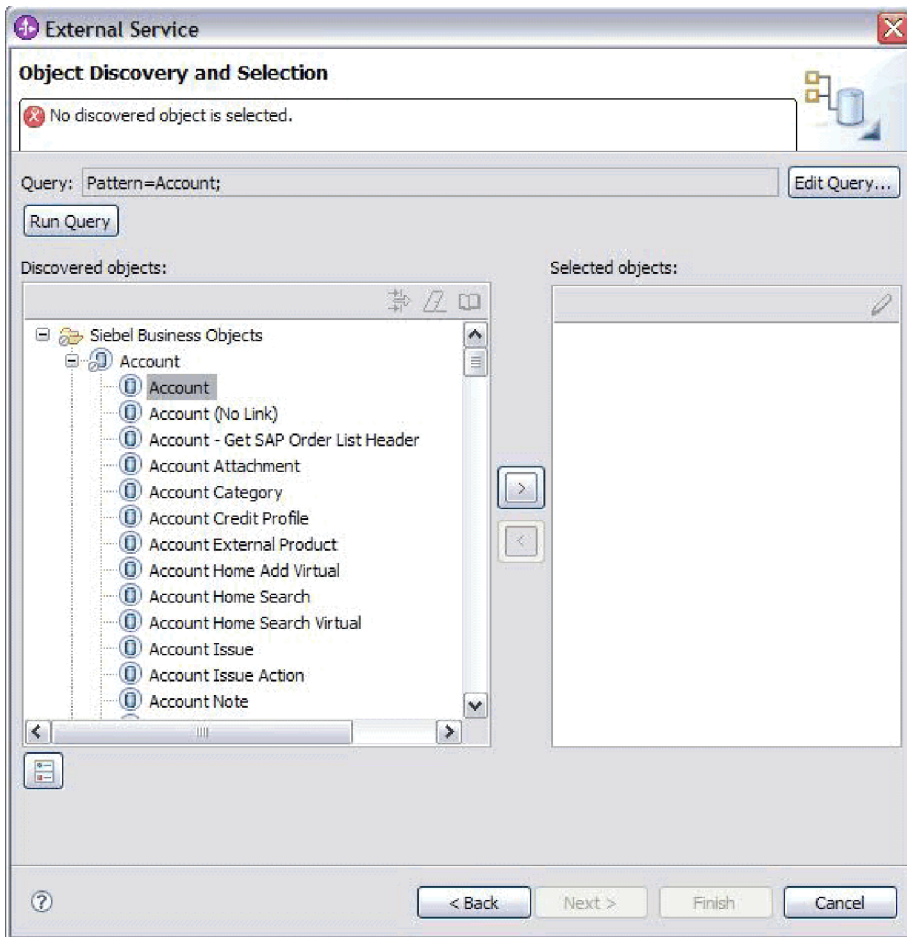 External Service
Object Discovery and Selection
No discovered object is selected.
Query: Pattern=Account; Edit Query...
Run Query
Discovered objects: Selected objects:
Siebel Business Objects
Account
Account
Account (No Link)
Account - Get SAP Order List Header
Account Attachment
Account Category
Account Credit Profile
Account External Product
Account Home Add Virtual
Account Home Search
Account Home Search Virtual
Account Issue
Account Issue Action
Account Note
> 
<
? < Back Next > Finish Cancel